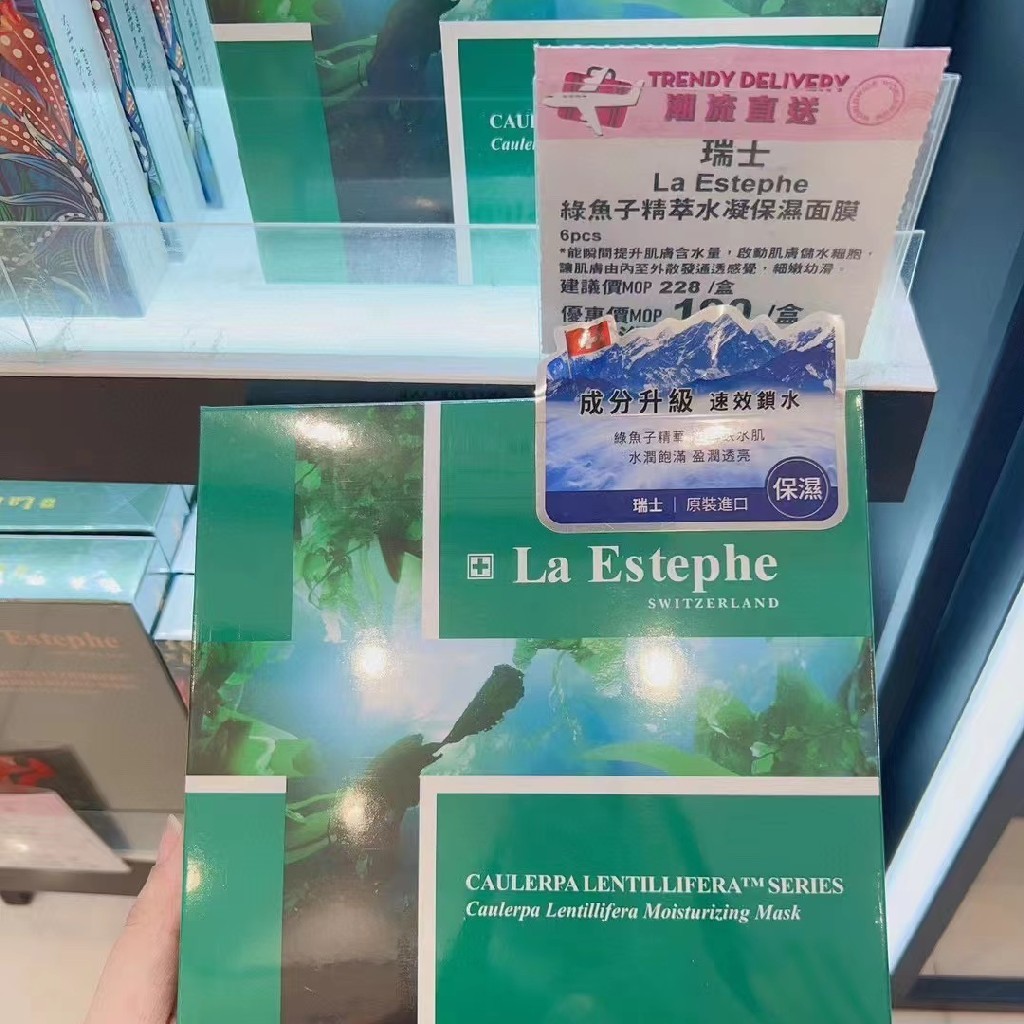 TRENDY DELIVERY
潮流直送
瑞士
La Estephe
綠魚子精萃水凝保濕面膜
6pcs
*能瞬間提升肌膚含水量，啟動肌膚儲水細胞，
讓肌膚由內至外散發通透感覺，細嫩幼滑。
建議價MOP 228 /盒
優惠價MOP /盒
成分升級 速效鎖水
綠魚子精萃 水肌
水潤飽滿 盈潤透亮
保濕
瑞士 | 原裝進口
La Estephe
SWITZERLAND
CAULERPA LENTILLIFERA™ SERIES
Caulerpa Lentillifera Moisturizing Mask
CAUL
Caule
Estephe